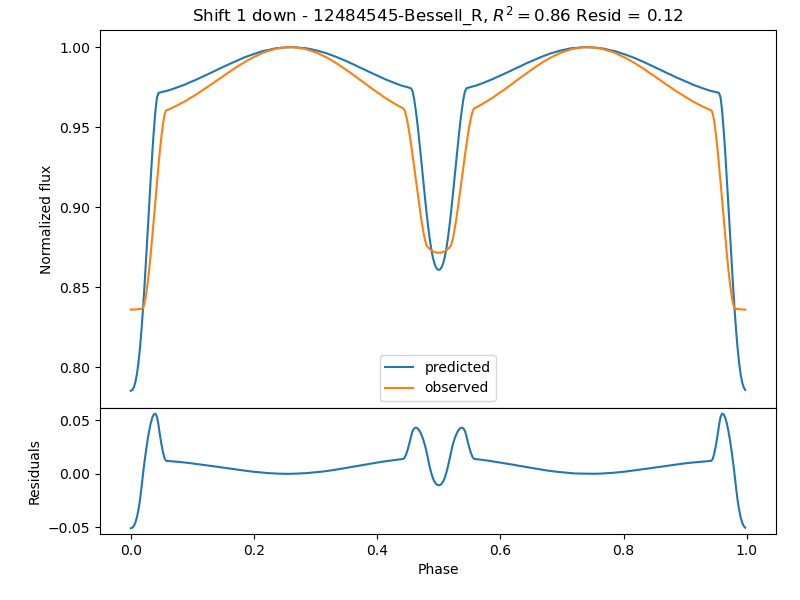 Shift 1 down - 12484545-Bessell_R, R² = 0.86 Resid = 0.12
1.00
0.95
0.90
0.85
0.80
Normalized flux
predicted
observed
0.05
0.00
−0.05
Residuals
0.0 0.2 0.4 0.6 0.8 1.0
Phase